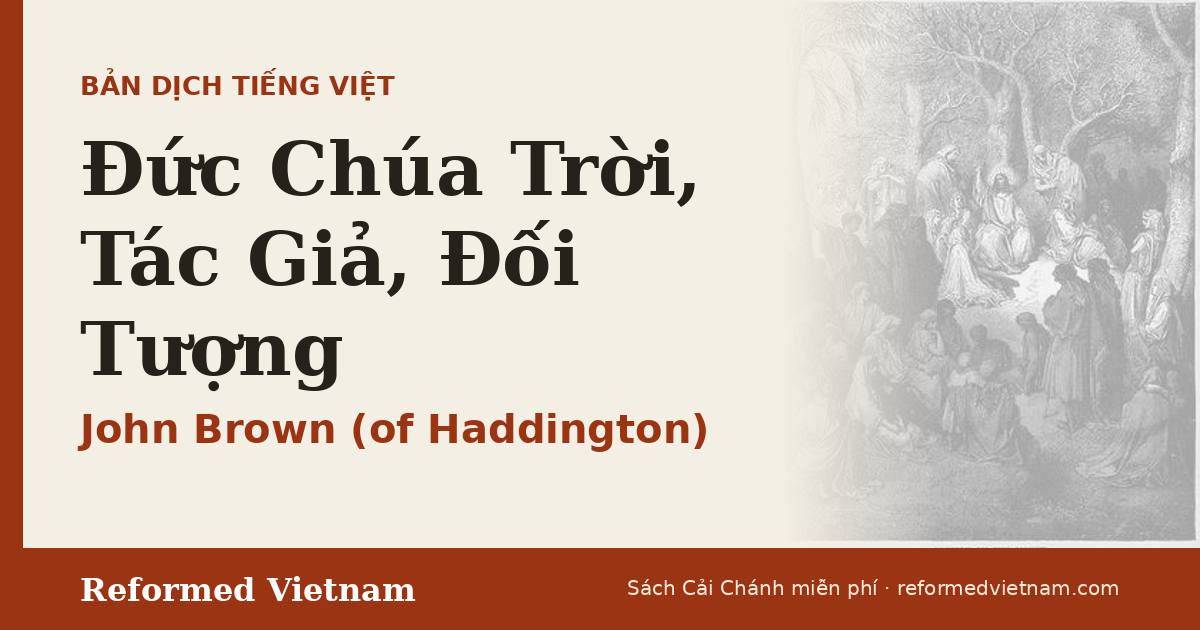 BẢN DỊCH TIẾNG VIỆT
Đức Chúa Trời,
Tác Giả, Đối
Tượng
John Brown (of Haddington)
Reformed Vietnam
Sách Cải Chánh miễn phí · reformedvietnam.com